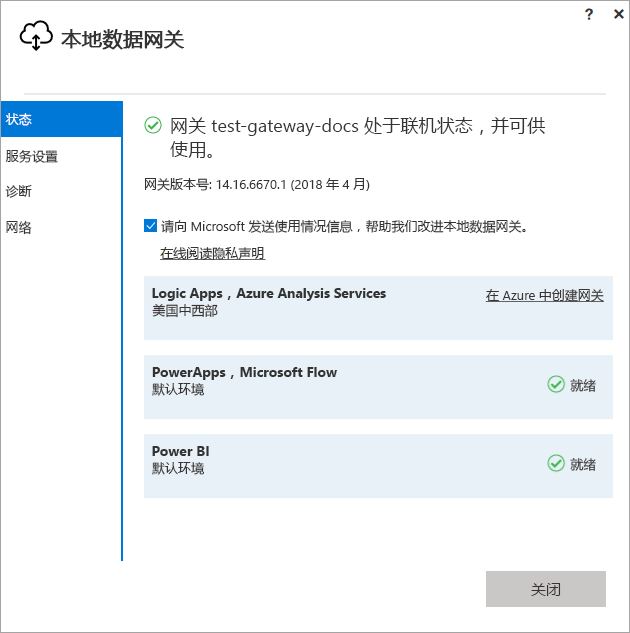 ?
本地数据网关
状态
服务设置
诊断
网络
网关 test-gateway-docs 处于联机状态，并可供
使用。
网关版本号: 14.16.6670.1 (2018 年 4 月)
请向 Microsoft 发送使用情况信息，帮助我们改进本地数据网关。
在线阅读隐私声明
Logic Apps，Azure Analysis Services
在 Azure 中创建网关
美国中西部
PowerApps，Microsoft Flow
默认环境
就绪
Power BI
默认环境
就绪
关闭